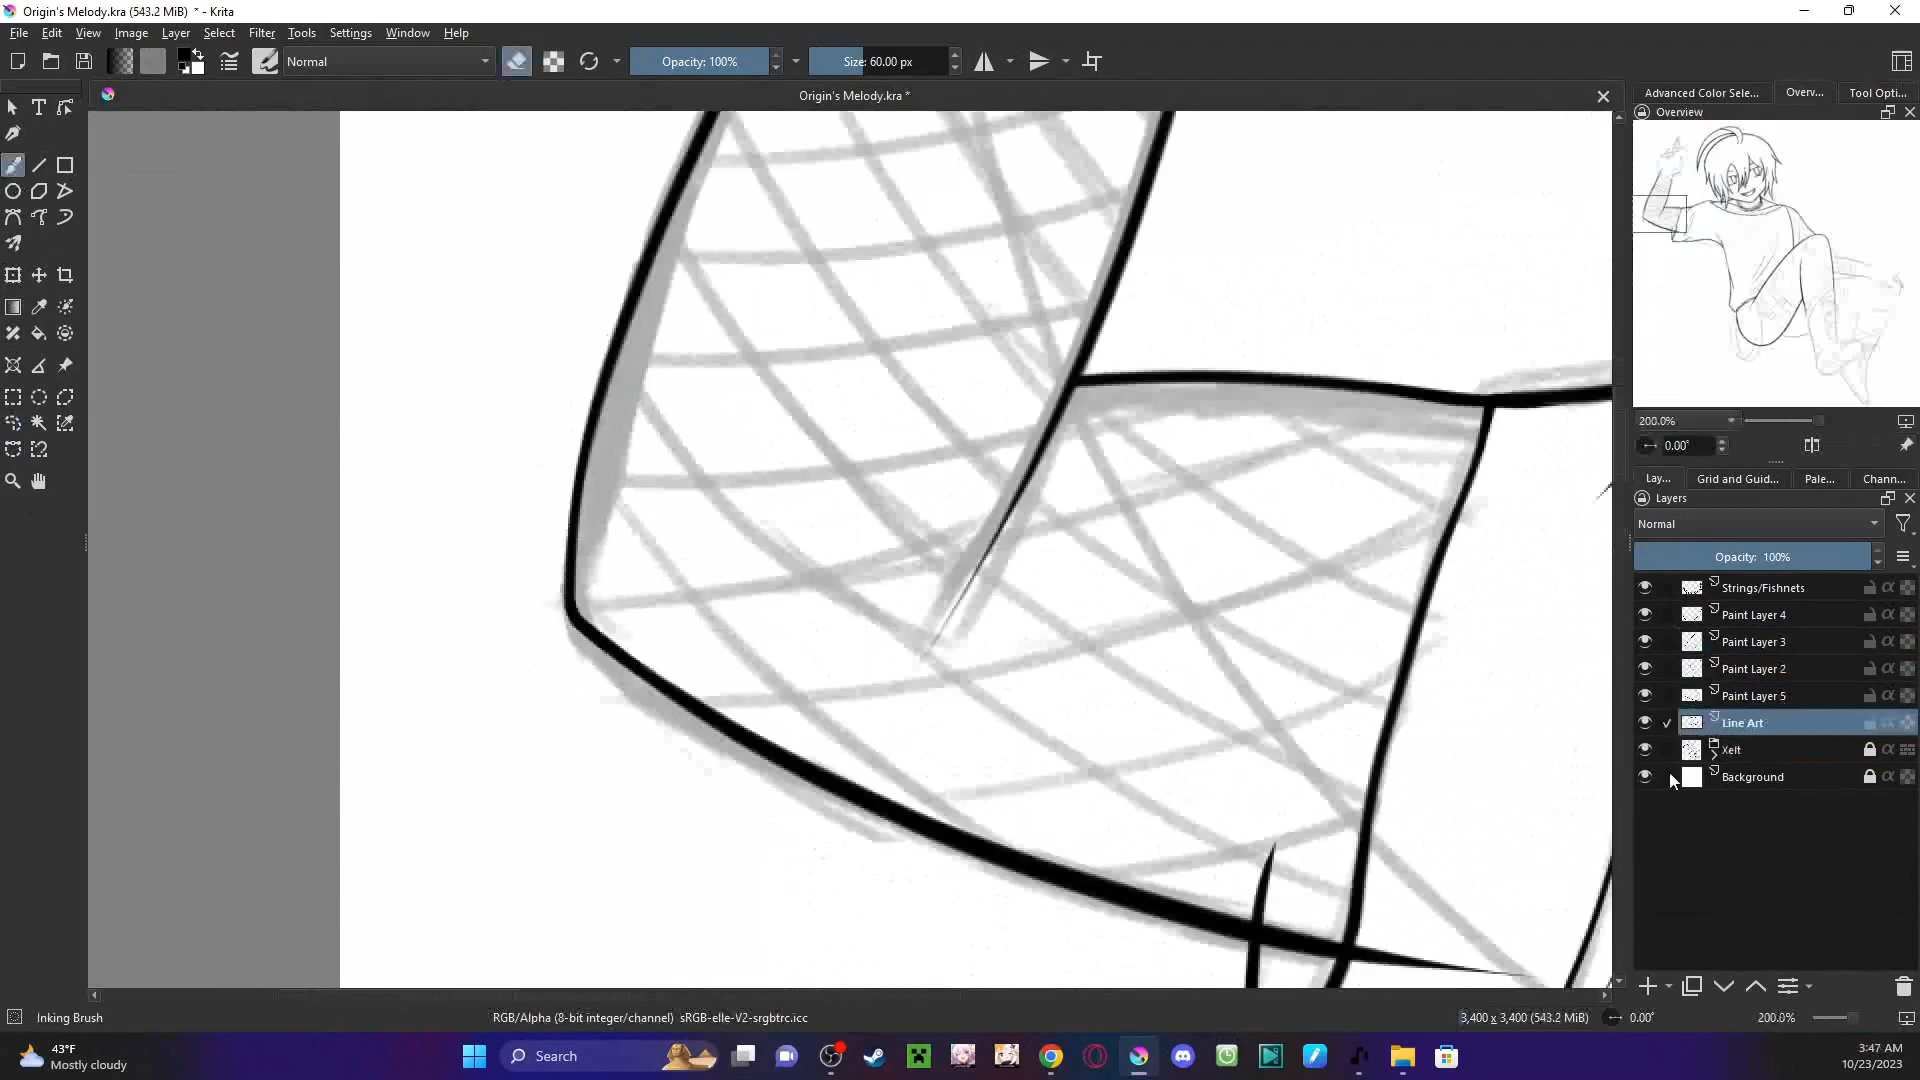 Origin's Melody.kra (543.2 MiB) * - Krita
File Edit View Image Layer Select Filter Tools Settings Window Help
Normal
Opacity: 100%
Size: 60.00 px
Origin's Melody.kra *
Advanced Color Sele...
Overv...
Tool Opti...
Overview
200.0%
0.00°
Lay...
Grid and Guid...
Pale...
Chann...
Layers
Normal
Opacity: 100%
Strings/Fishnets
Paint Layer 4
Paint Layer 3
Paint Layer 2
Paint Layer 5
Line Art
Background
Inking Brush
RGB/Alpha (8-bit integer/channel) sRGB-elle-V2-srgbtrc.icc
3,400 x 3,400 (543.2 MiB)
0.00°
200.0%
43°F
Mostly cloudy
Search
3:47 AM
10/23/2023